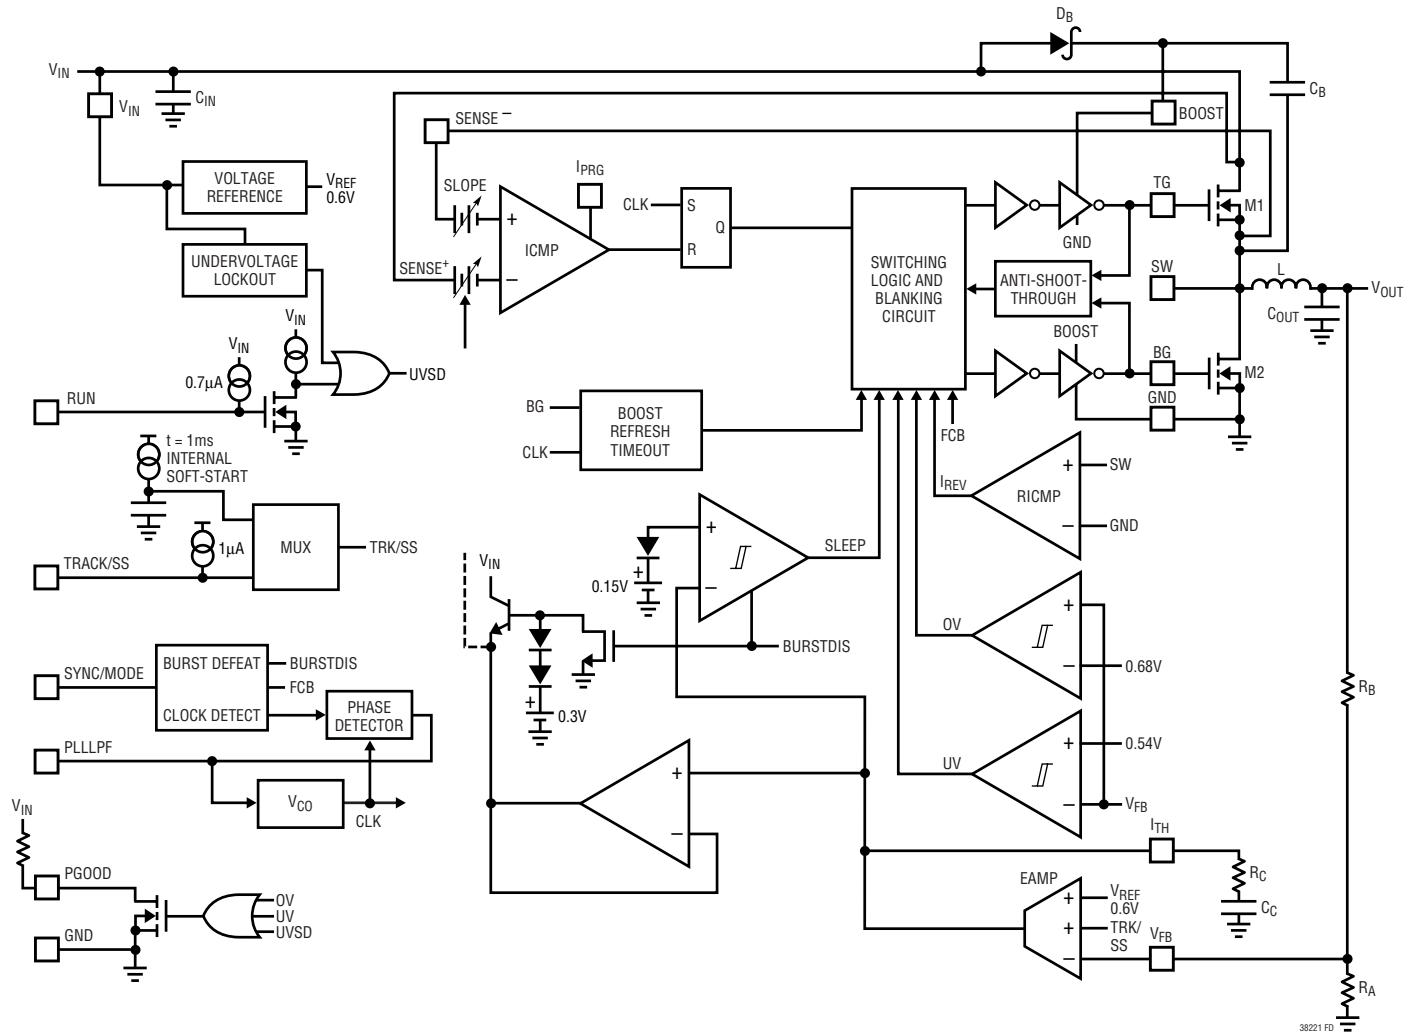 DB
VIN
VIN
CIN
CB
SENSE –
BOOST
IPRG
VOLTAGE
REFERENCE
VREF
0.6V
SLOPE
CLK
S
Q
R
+
ICMP
–
SENSE+
TG
M1
GND
UNDERVOLTAGE
LOCKOUT
SWITCHING
LOGIC AND
BLANKING
CIRCUIT
ANTI-SHOOT-
THROUGH
SW
L
VOUT
COUT
VIN
VIN
0.7µA
UVSD
BOOST
BG
M2
GND
RUN
BG
CLK
BOOST
REFRESH
TIMEOUT
FCB
t = 1ms
INTERNAL
SOFT-START
IREV
+
RICMP
–
SW
GND
1µA
MUX
TRK/SS
TRACK/SS
+
–
SLEEP
VIN
+
0.15V
OV
+
–
0.68V
BURSTDIS
SYNC/MODE
BURST DEFEAT
CLOCK DETECT
BURSTDIS
FCB
PHASE
DETECTOR
+
0.3V
RB
PLLLPF
UV
+
–
0.54V
VFB
VCO
CLK
+
–
VIN
ITH
RC
CC
PGOOD
OV
UV
UVSD
GND
EAMP
+
+
–
VREF
0.6V
TRK/
SS
VFB
RA
38221 FD